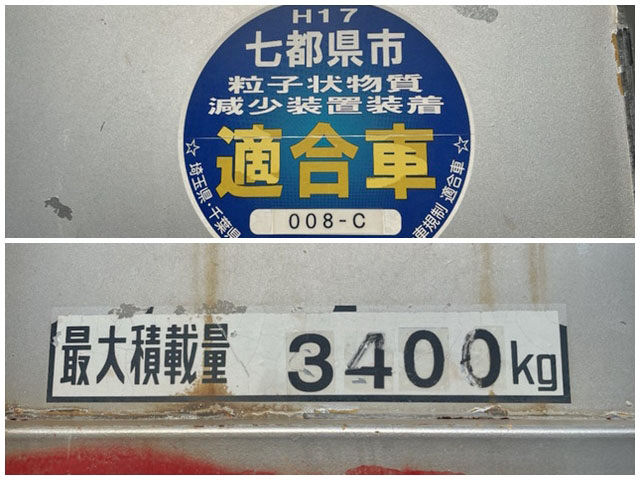 H17
七都県市
粒子状物質
減少装置装着
適合車
☆埼玉県・千葉県
車規制 適合車☆
008-C
最大積載量 3400kg